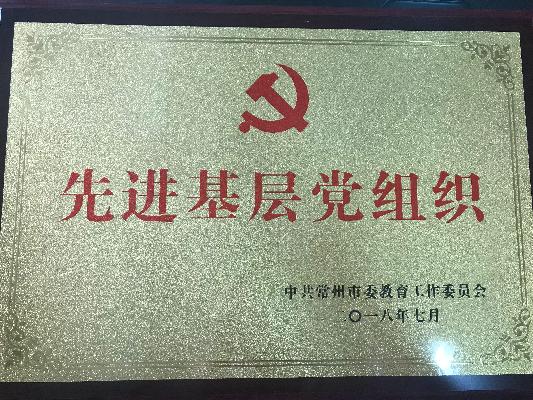 先进基层党组织
中共常州市委教育工作委员会
〇一八年七月